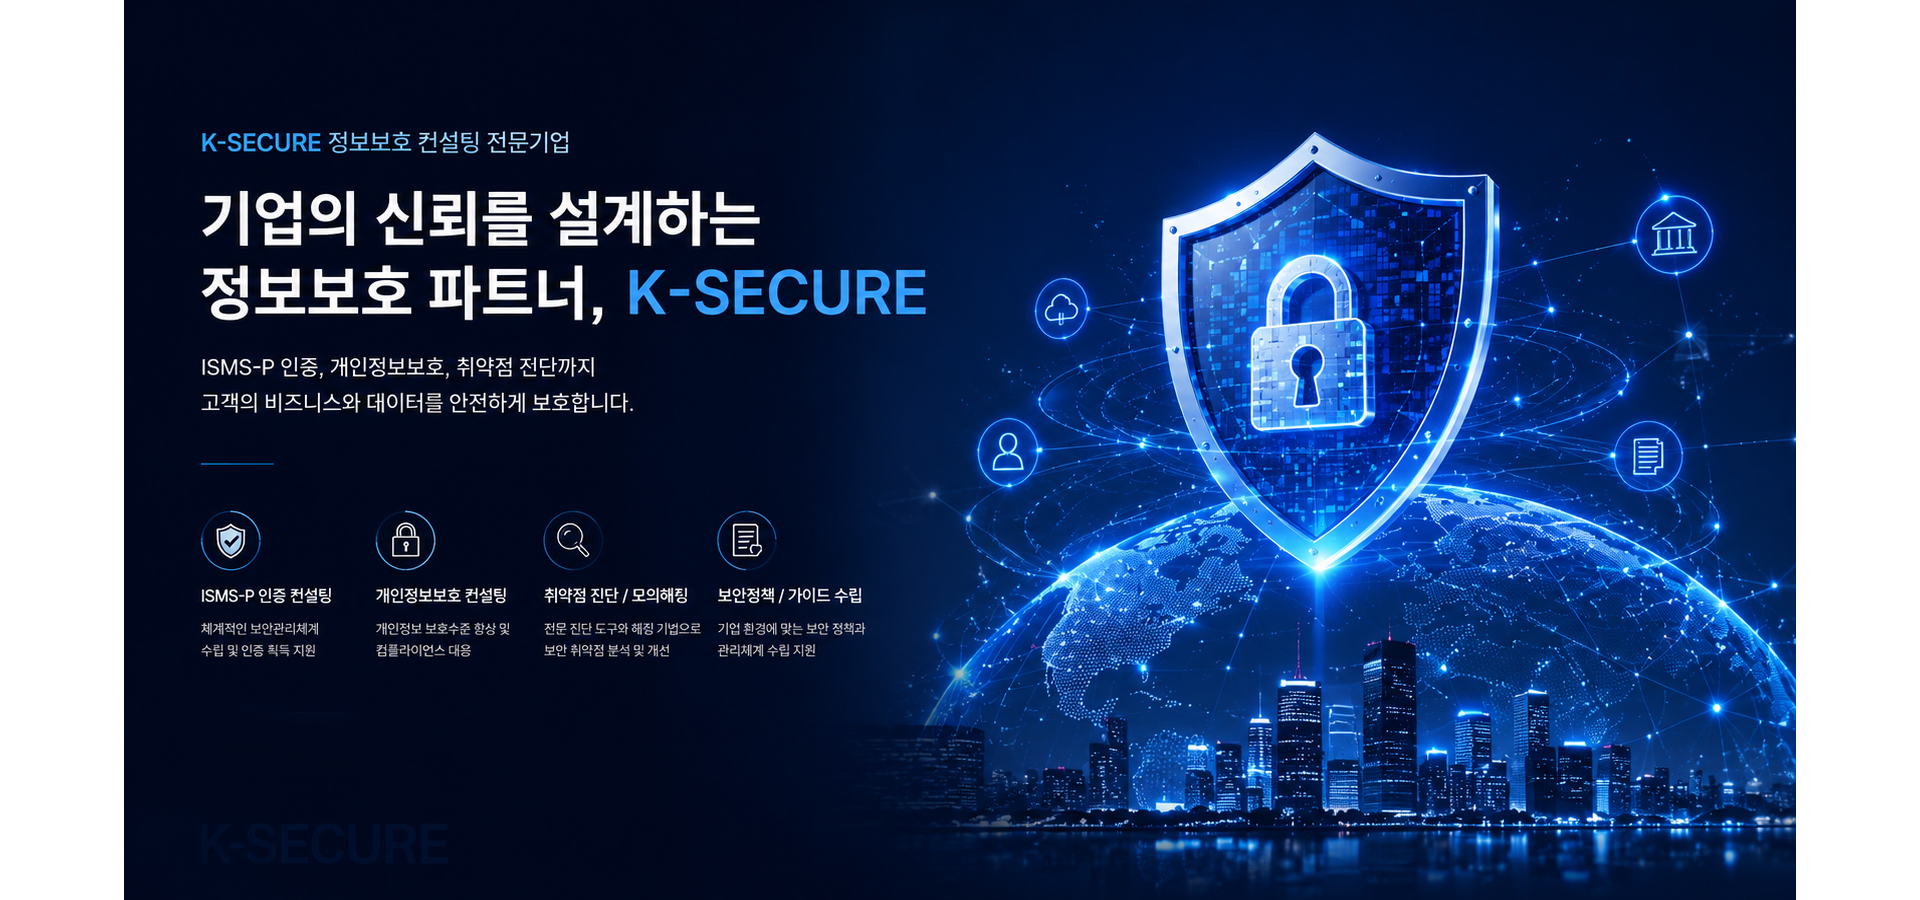 K-SECURE 정보보호 컨설팅 전문기업
기업의 신뢰를 설계하는
정보보호 파트너, K-SECURE
ISMS-P 인증, 개인정보보호, 취약점 전단까지
고객의 비즈니스와 데이터를 안전하게 보호합니다.
ISMS-P 인증 컨설팅
체계적인 보안관리체계
수립 및 인증 획득 지원
개인정보보호 컨설팅
개인정보 보호수준 향상 및
컴플라이언스 대응
취약점 진단 / 모의해킹
전문 진단 도구와 해킹 기법으로
보안 취약점 분석 및 개선
보안정책 / 가이드 수립
기업 환경에 맞는 보안 정책과
관리체계 수립 지원
K-SECURE